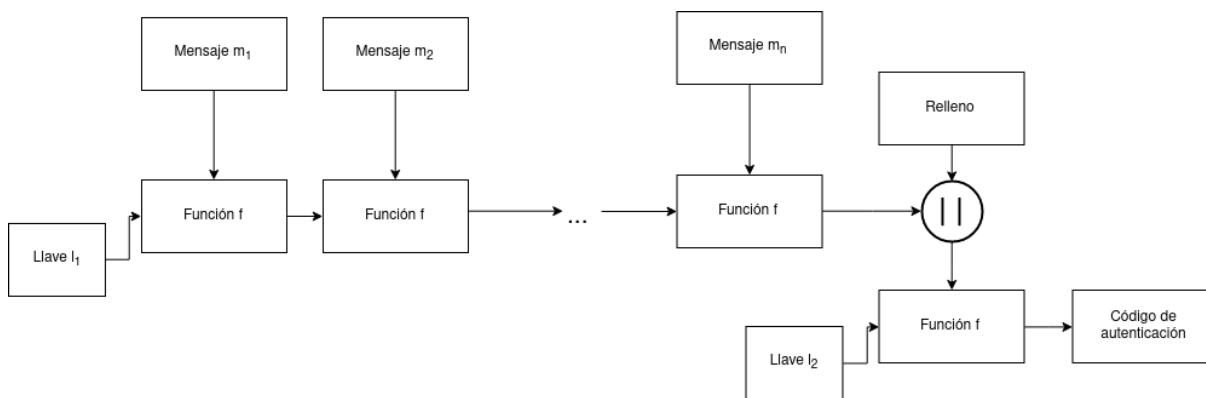 Mensaje m1
Mensaje m2
Mensaje mn
Relleno
Función f
Función f
...
Función f
||
Llave l1
Función f
Código de
autenticación
Llave l2